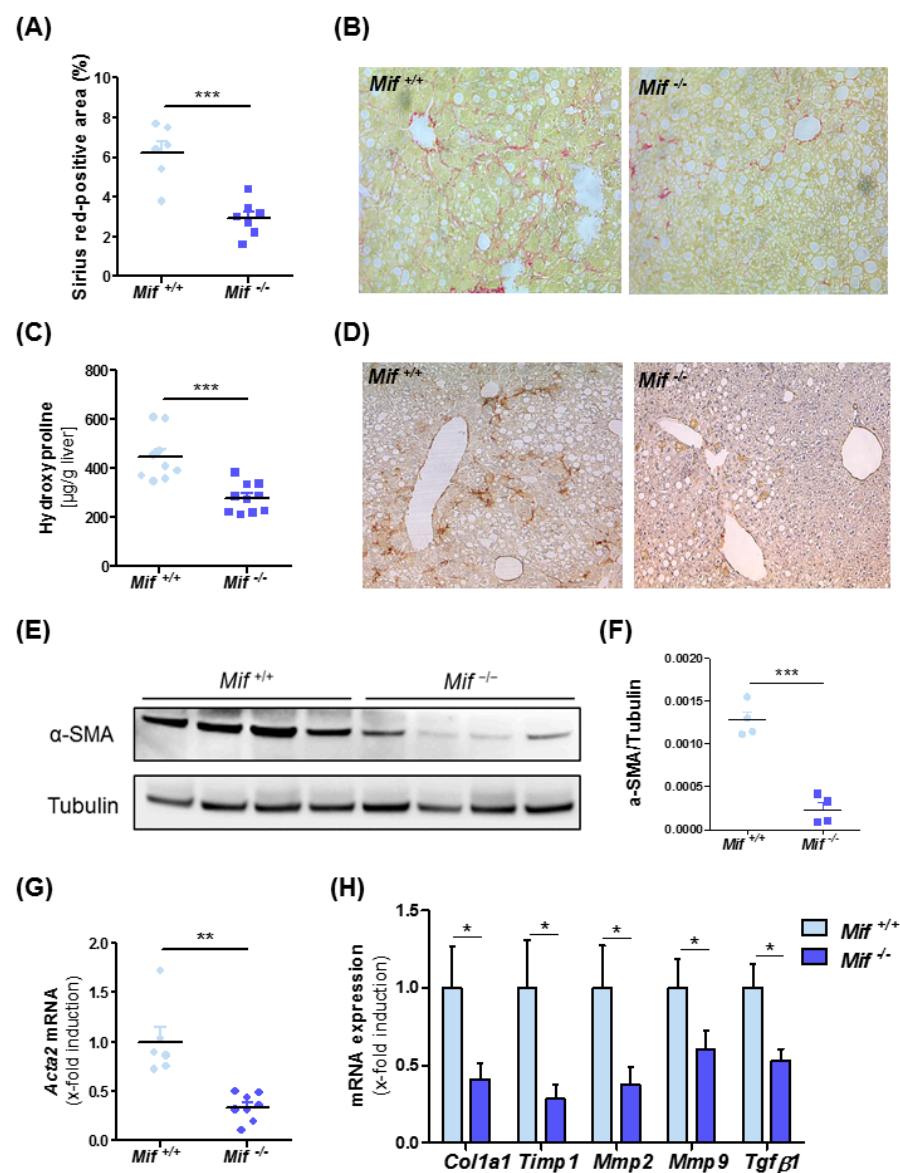 (A)
Sirius red-positive area (%)
10
8
6
4
2
0
***
Mif +/+
Mif -/-
(B)
Mif +/+
Mif -/-
(C)
Hydroxyproline
[µg/g liver]
800
600
400
200
0
***
Mif +/+
Mif -/-
(D)
Mif +/+
Mif -/-
(E)
Mif +/+
Mif −/−
α-SMA
Tubulin
(F)
a-SMA/Tubulin
0.0020
0.0015
0.0010
0.0005
0.0000
***
Mif +/+
Mif -/-
(G)
Acta2 mRNA
(x-fold induction)
2.0
1.5
1.0
0.5
0.0
**
Mif +/+
Mif -/-
(H)
mRNA expression
(x-fold induction)
1.5
1.0
0.5
0.0
* * * * *
Col1a1 Timp1 Mmp2 Mmp9 Tgfβ1
Mif +/+
Mif -/-